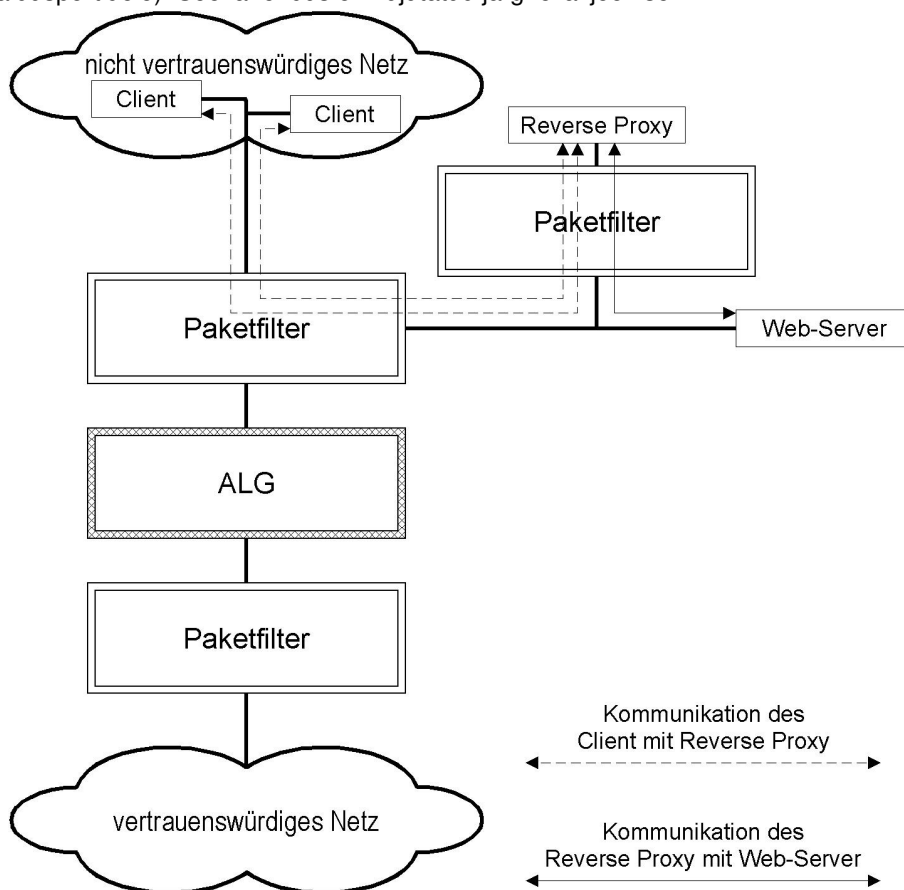 nicht vertrauenswürdiges Netz
Client
Client
Reverse Proxy
Paketfilter
Paketfilter
Web-Server
ALG
Paketfilter
Kommunikation des
Client mit Reverse Proxy
vertrauenswürdiges Netz
Kommunikation des
Reverse Proxy mit Web-Server